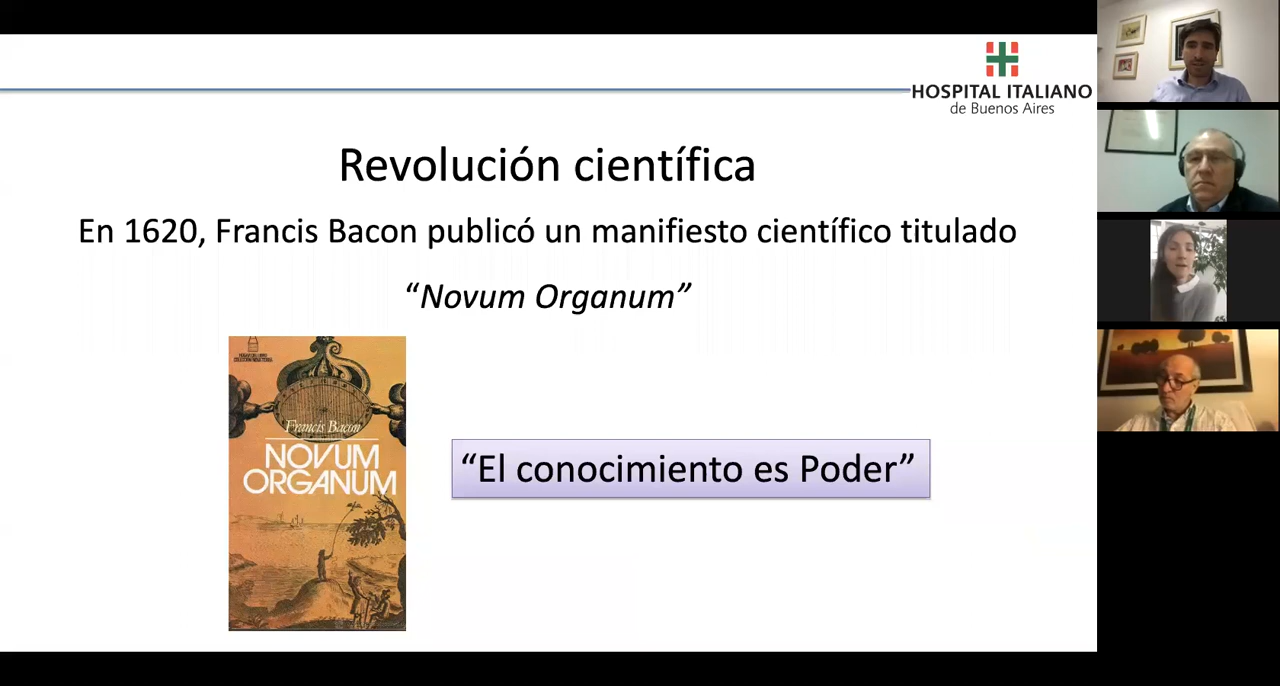 HOSPITAL ITALIANO
de Buenos Aires
Revolución científica
En 1620, Francis Bacon publicó un manifiesto científico titulado
“Novum Organum”
Francis Bacon
NOVUM
ORGANUM
“El conocimiento es Poder”